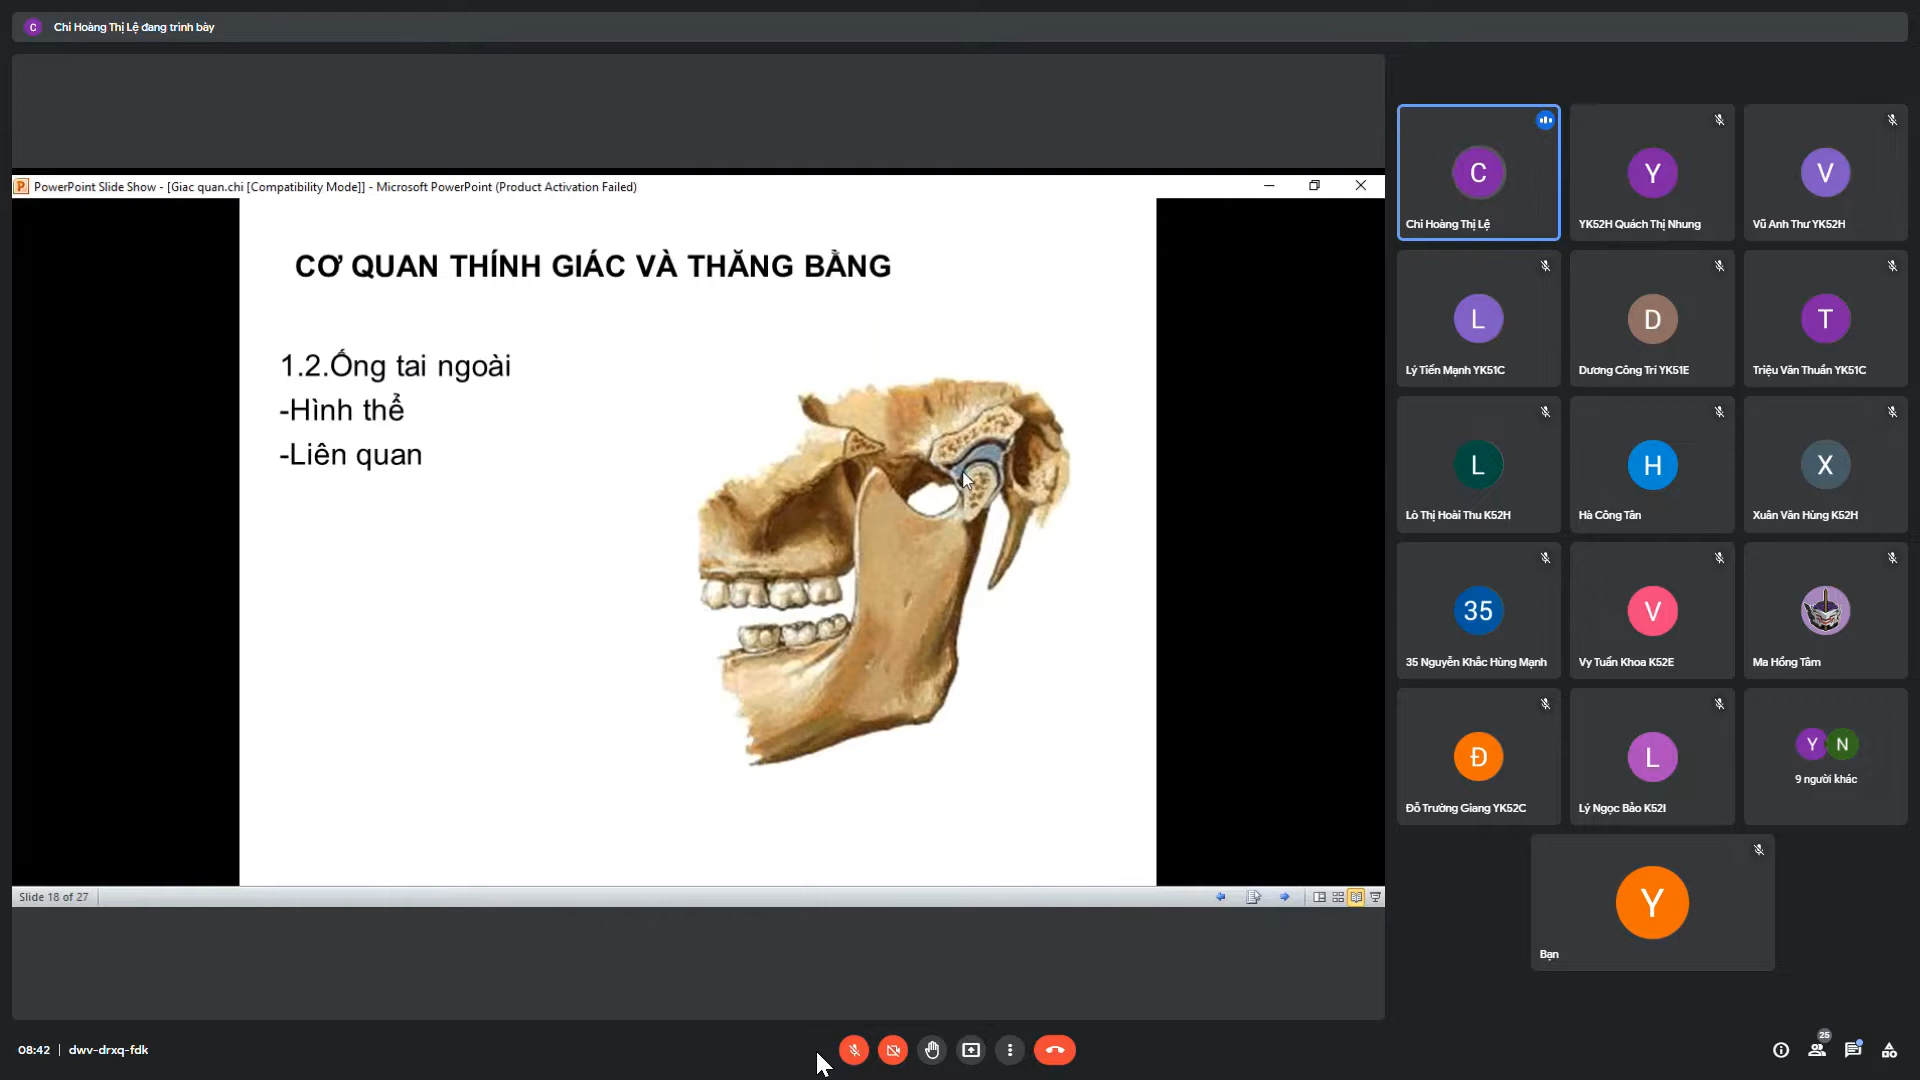 C
Chi Hoàng Thị Lệ đang trình bày
P
PowerPoint Slide Show - [Giac quan.chi [Compatibility Mode]] - Microsoft PowerPoint (Product Activation Failed)
CƠ QUAN THÍNH GIÁC VÀ THĂNG BẰNG
1.2.Ống tai ngoài
-Hình thể
-Liên quan
Slide 18 of 27
C
Chi Hoàng Thị Lệ
Y
YK52H Quách Thị Nhung
V
Vũ Anh Thư YK52H
L
Lý Tiến Mạnh YK51C
D
Dương Công Trí YK51E
T
Triệu Văn Thuấn YK51C
L
Lò Thị Hoài Thu K52H
H
Hà Công Tân
X
Xuân Văn Hùng K52H
35
35 Nguyễn Khắc Hùng Mạnh
V
Vy Tuấn Khoa K52E
Ma Hồng Tâm
Đ
Đỗ Trường Giang YK52C
L
Lý Ngọc Bảo K52I
Y N
9 người khác
Y
Bạn
08:42 | dwv-drxq-fdk
25